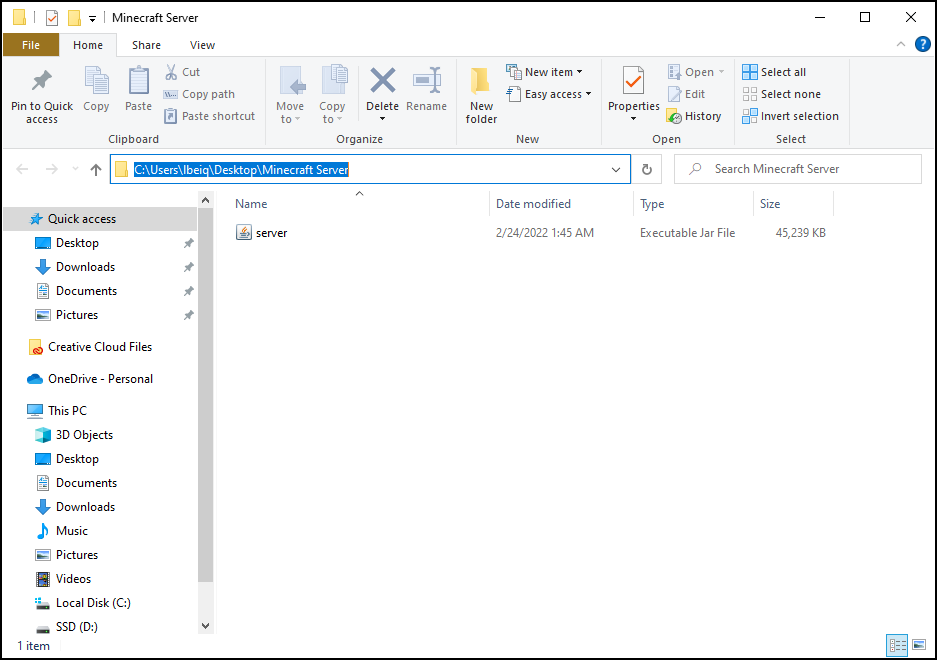 Minecraft Server
File Home Share View
Pin to Quick access
Copy
Paste
Cut
Copy path
Paste shortcut
Clipboard
Move to
Copy to
Delete
Rename
Organize
New folder
New item
Easy access
New
Properties
Open
Edit
History
Open
Select all
Select none
Invert selection
Select
C:\Users\lbeiq\Desktop\Minecraft Server
Search Minecraft Server
Name Date modified Type Size
server 2/24/2022 1:45 AM Executable Jar File 45,239 KB
Quick access
Desktop
Downloads
Documents
Pictures
Creative Cloud Files
OneDrive - Personal
This PC
3D Objects
Desktop
Documents
Downloads
Music
Pictures
Videos
Local Disk (C:)
SSD (D:)
1 item